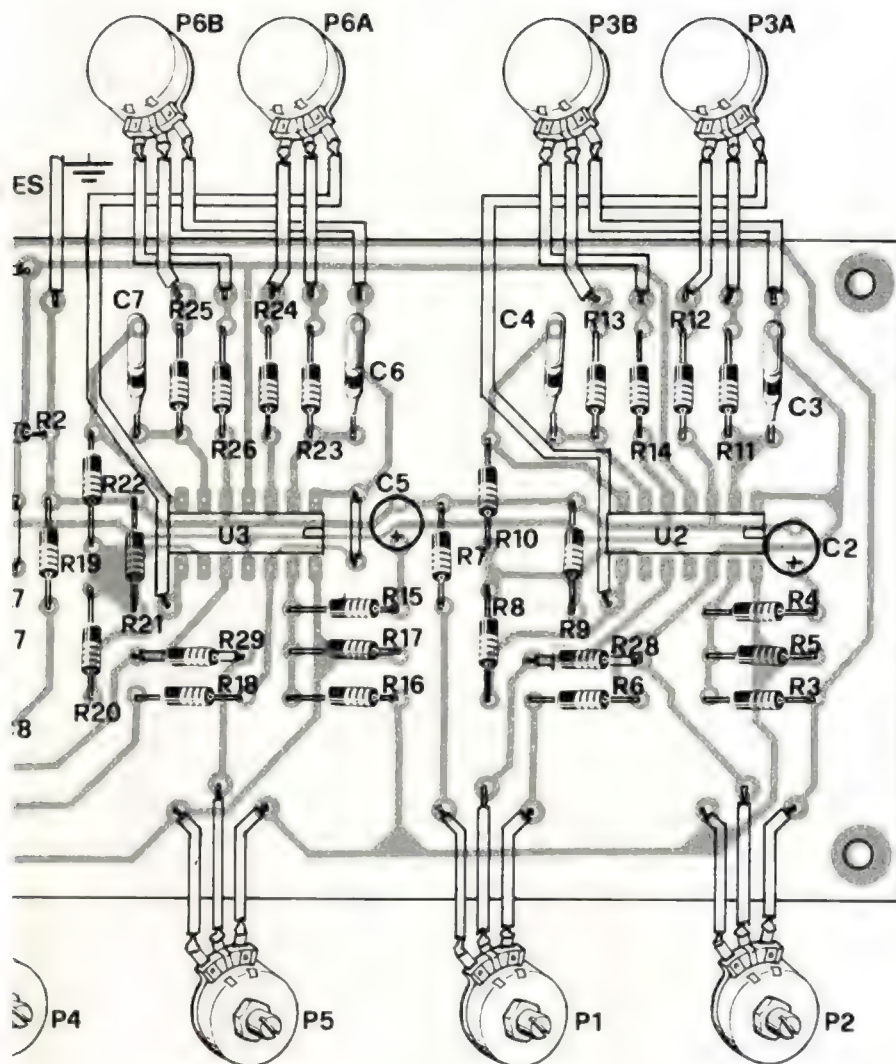 P6B P6A P3B P3A
ES
C7 R25 R24 C4 R13 R12
C6 C3
R2 R26 R23 R14 R11
R22 C5
U3 R10 U2
R19 R7 C2
R21 R15 R8 R9 R4
R29 R17 R28 R5
R20 R18 R16 R6 R3
P4 P5 P1 P2